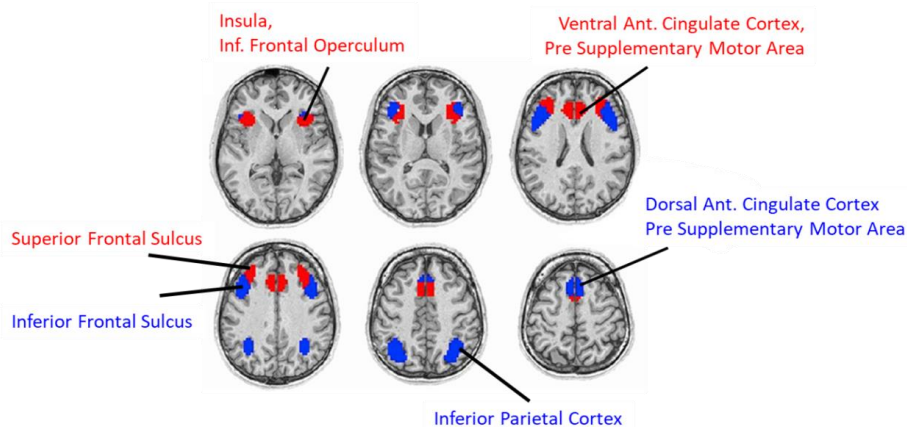 Insula,
Inf. Frontal Operculum
Ventral Ant. Cingulate Cortex,
Pre Supplementary Motor Area
Dorsal Ant. Cingulate Cortex
Pre Supplementary Motor Area
Superior Frontal Sulcus
Inferior Frontal Sulcus
Inferior Parietal Cortex